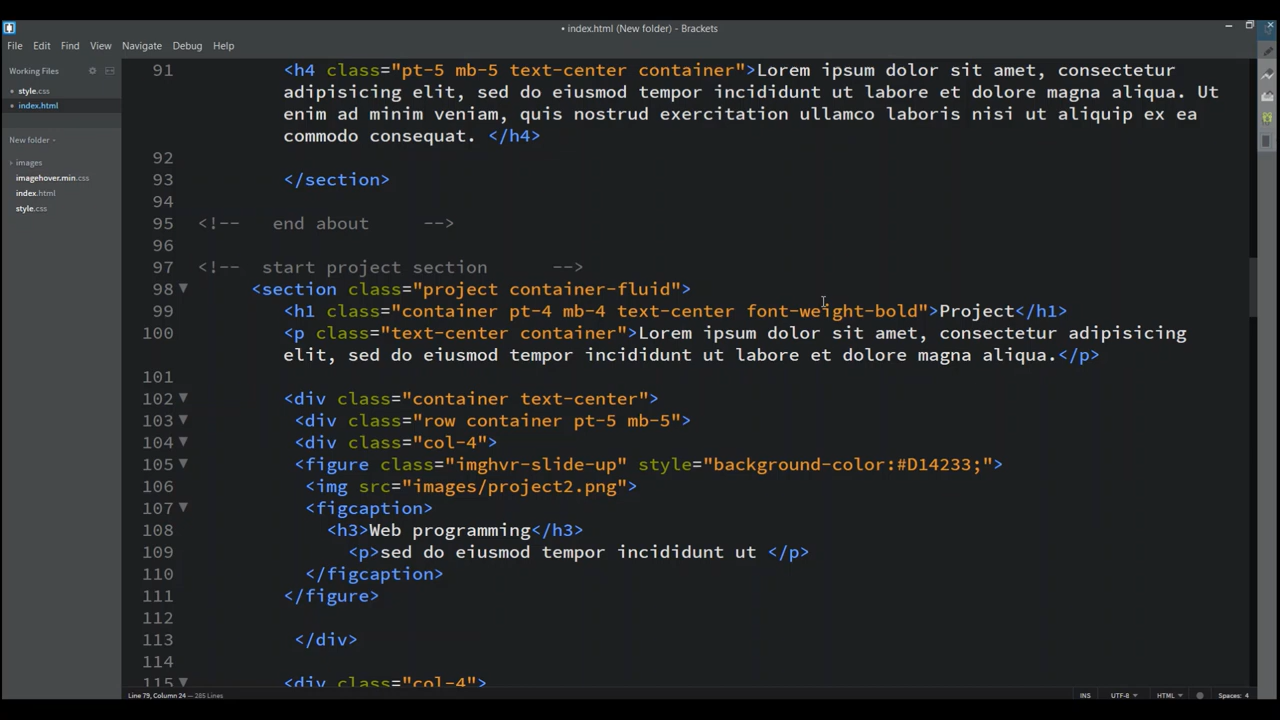 • index.html (New folder) - Brackets
File Edit Find View Navigate Debug Help
Working Files
• style.css
• index.html
New folder
images
imagehover.min.css
index.html
style.css
91 <h4 class="pt-5 mb-5 text-center container">Lorem ipsum dolor sit amet, consectetur
adipisicing elit, sed do eiusmod tempor incididunt ut labore et dolore magna aliqua. Ut
enim ad minim veniam, quis nostrud exercitation ullamco laboris nisi ut aliquip ex ea
commodo consequat. </h4>
92
93 </section>
94
95 <!-- end about -->
96
97 <!-- start project section -->
98 <section class="project container-fluid">
99 <h1 class="container pt-4 mb-4 text-center font-weight-bold">Project</h1>
100 <p class="text-center container">Lorem ipsum dolor sit amet, consectetur adipisicing
elit, sed do eiusmod tempor incididunt ut labore et dolore magna aliqua.</p>
101
102 <div class="container text-center">
103 <div class="row container pt-5 mb-5">
104 <div class="col-4">
105 <figure class="imghvr-slide-up" style="background-color:#D14233;">
106 <img src="images/project2.png">
107 <figcaption>
108 <h3>Web programming</h3>
109 <p>sed do eiusmod tempor incididunt ut </p>
110 </figcaption>
111 </figure>
112
113 </div>
114
115 <div class="col-4">
Line 79, Column 24 — 285 Lines
INS UTF-8 HTML Spaces: 4